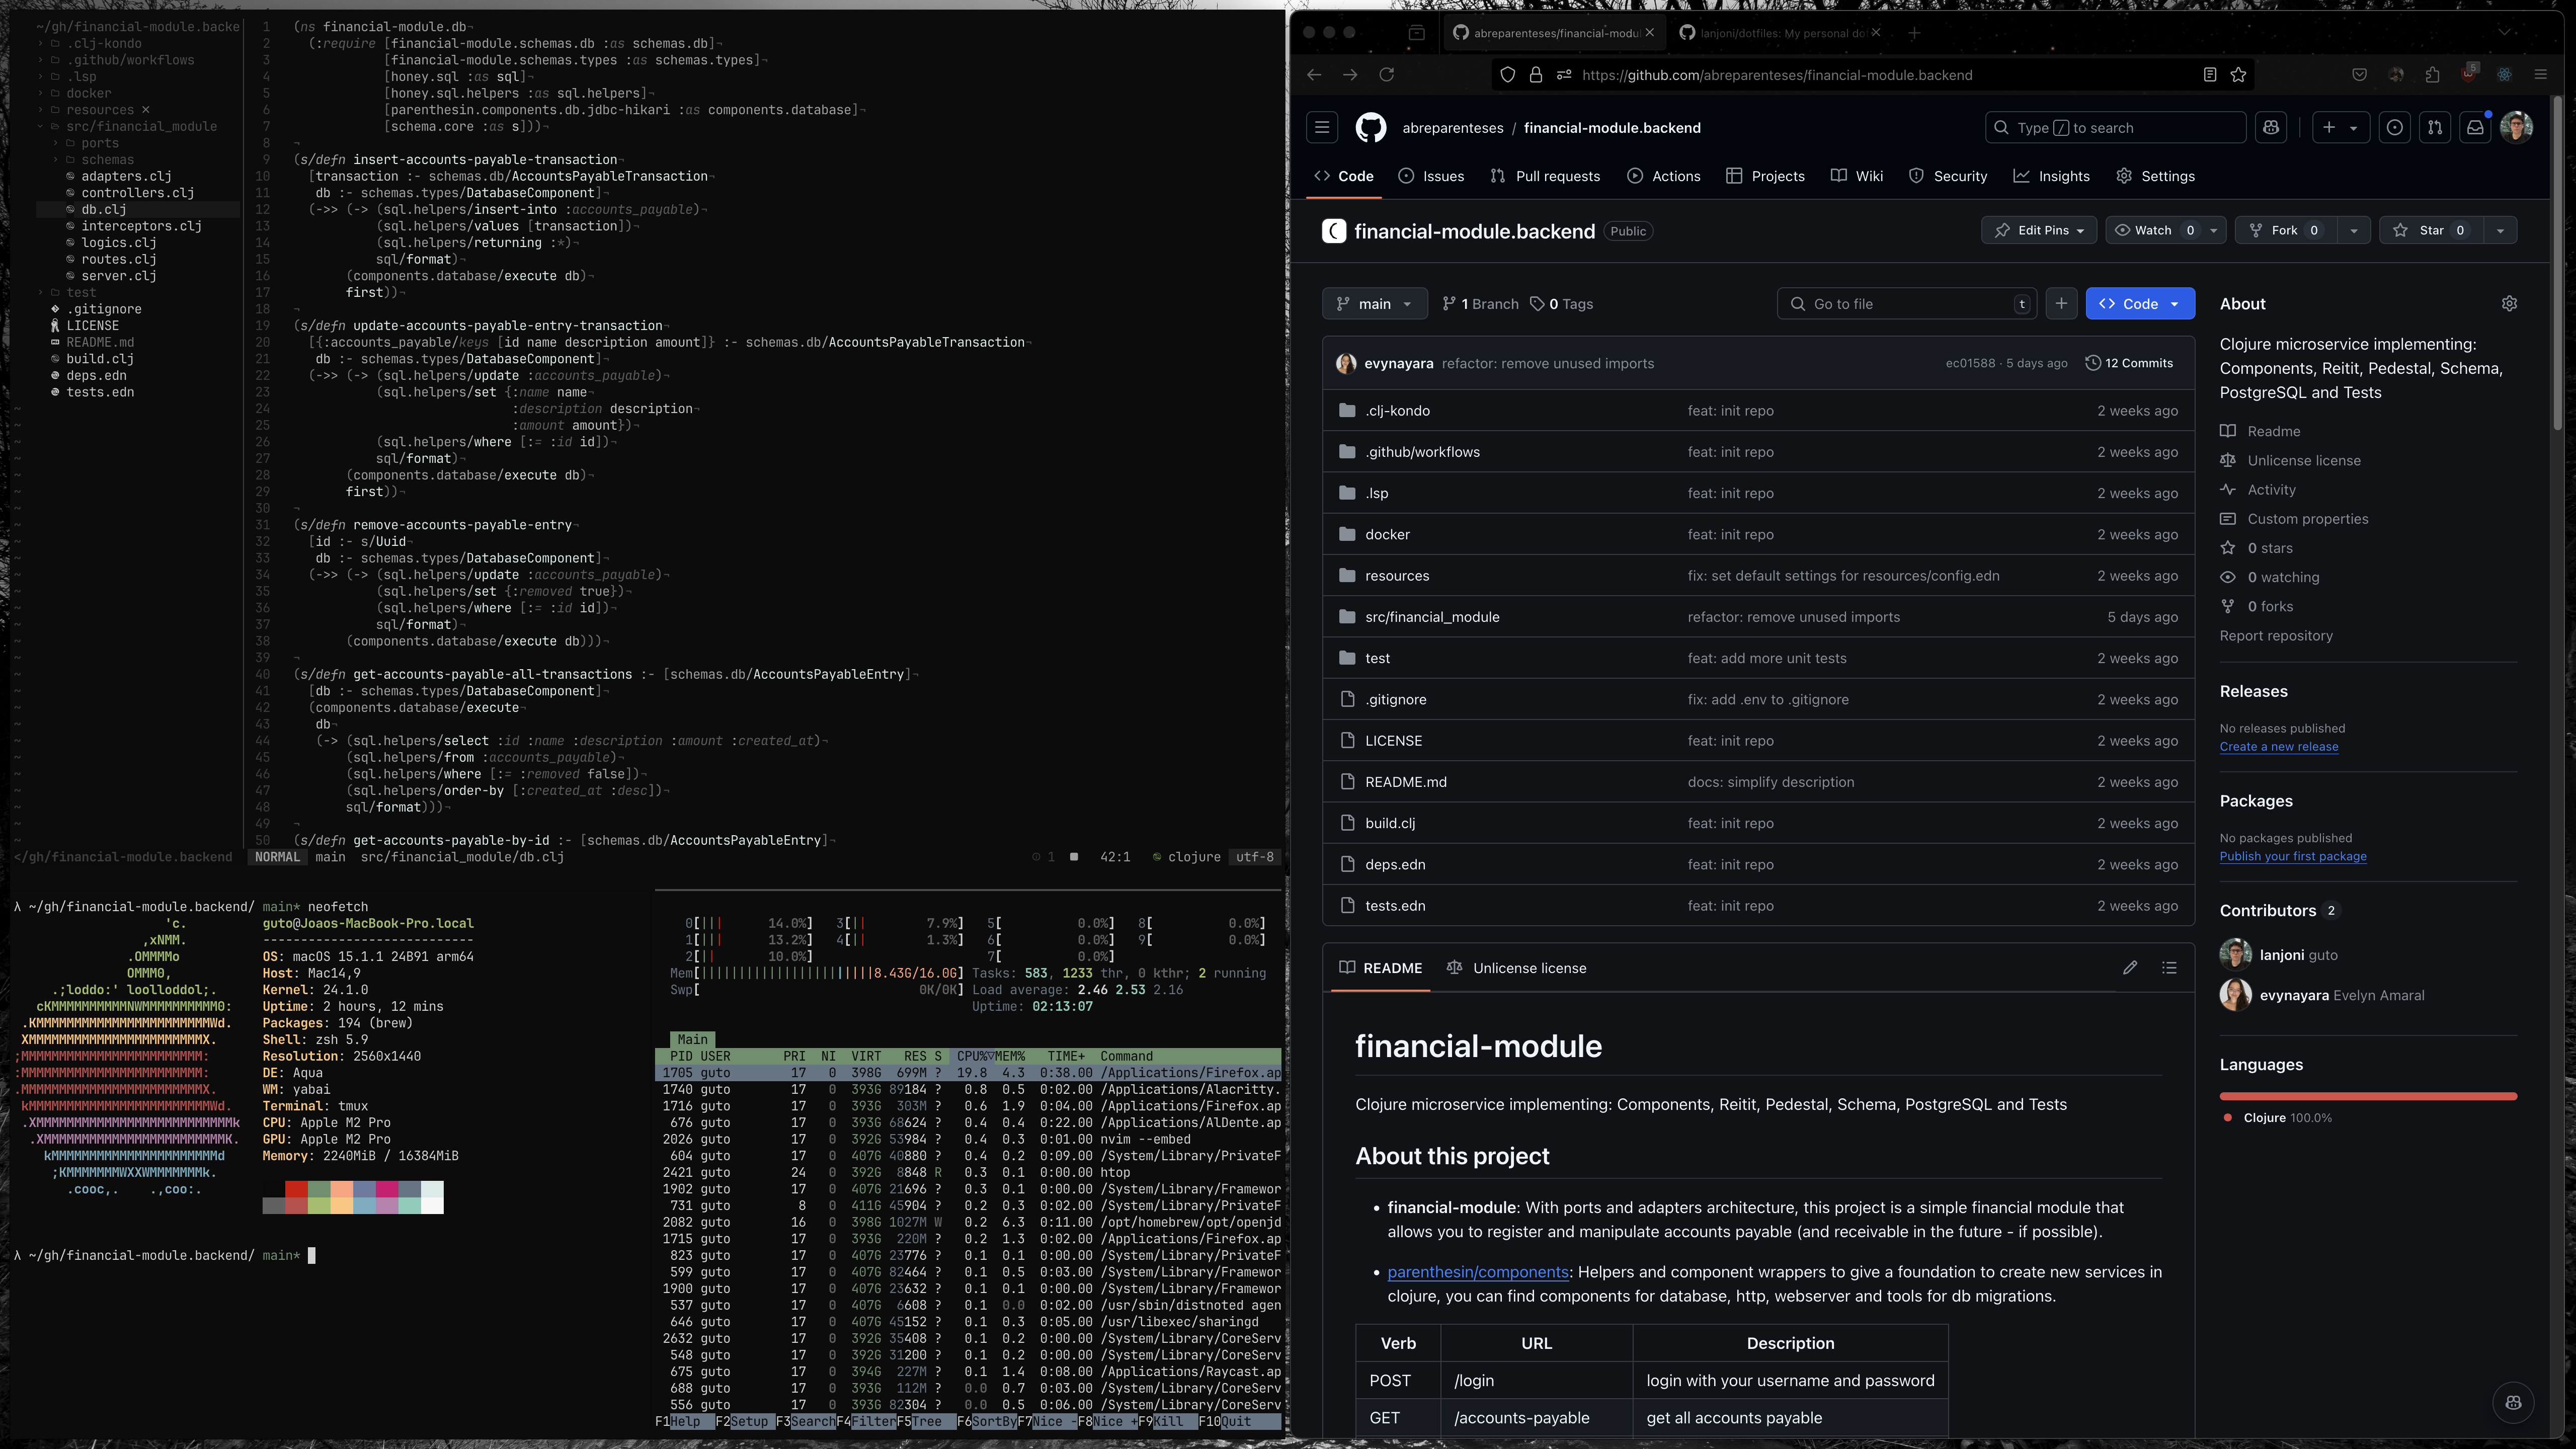 ~/gh/financial-module.backe
.clj-kondo
.github/workflows
.lsp
docker
resources ✕
src/financial_module
ports
schemas
adapters.clj
controllers.clj
db.clj
interceptors.clj
logics.clj
routes.clj
server.clj
test
.gitignore
LICENSE
README.md
build.clj
deps.edn
tests.edn
1 (ns financial-module.db¬
2 (:require [financial-module.schemas.db :as schemas.db]¬
3 [financial-module.schemas.types :as schemas.types]¬
4 [honey.sql :as sql]¬
5 [honey.sql.helpers :as sql.helpers]¬
6 [parenthesin.components.db.jdbc-hikari :as components.database]¬
7 [schema.core :as s]))¬
8 ¬
9 (s/defn insert-accounts-payable-transaction¬
10 [transaction :- schemas.db/AccountsPayableTransaction¬
11 db :- schemas.types/DatabaseComponent]¬
12 (->> (-> (sql.helpers/insert-into :accounts_payable)¬
13 (sql.helpers/values [transaction])¬
14 (sql.helpers/returning :*)¬
15 sql/format)¬
16 (components.database/execute db)¬
17 first))¬
18 ¬
19 (s/defn update-accounts-payable-entry-transaction¬
20 [{:accounts_payable/keys [id name description amount]} :- schemas.db/AccountsPayableTransaction¬
21 db :- schemas.types/DatabaseComponent]¬
22 (->> (-> (sql.helpers/update :accounts_payable)¬
23 (sql.helpers/set {:name name¬
24 :description description¬
25 :amount amount})¬
26 (sql.helpers/where [:= :id id])¬
27 sql/format)¬
28 (components.database/execute db)¬
29 first))¬
30 ¬
31 (s/defn remove-accounts-payable-entry¬
32 [id :- s/Uuid¬
33 db :- schemas.types/DatabaseComponent]¬
34 (->> (-> (sql.helpers/update :accounts_payable)¬
35 (sql.helpers/set {:removed true})¬
36 (sql.helpers/where [:= :id id])¬
37 sql/format)¬
38 (components.database/execute db)))¬
39 ¬
40 (s/defn get-accounts-payable-all-transactions :- [schemas.db/AccountsPayableEntry]¬
41 [db :- schemas.types/DatabaseComponent]¬
42 (components.database/execute¬
43 db¬
44 (-> (sql.helpers/select :id :name :description :amount :created_at)¬
45 (sql.helpers/from :accounts_payable)¬
46 (sql.helpers/where [:= :removed false])¬
47 (sql.helpers/order-by [:created_at :desc])¬
48 sql/format)))¬
49 ¬
50 (s/defn get-accounts-payable-by-id :- [schemas.db/AccountsPayableEntry]¬
</gh/financial-module.backend NORMAL main src/financial_module/db.clj 1 42:1 clojure utf-8
λ ~/gh/financial-module.backend/ main* neofetch
'c.
,xNMM.
.OMMMMo
OMMM0,
.;loddo:' loolloddol;.
cKMMMMMMMMMMNWMMMMMMMMMM0:
.KMMMMMMMMMMMMMMMMMMMMMMMWd.
XMMMMMMMMMMMMMMMMMMMMMMMX.
;MMMMMMMMMMMMMMMMMMMMMMMM:
:MMMMMMMMMMMMMMMMMMMMMMMM:
.MMMMMMMMMMMMMMMMMMMMMMMMX.
kMMMMMMMMMMMMMMMMMMMMMMMMWd.
.XMMMMMMMMMMMMMMMMMMMMMMMMMMk
.XMMMMMMMMMMMMMMMMMMMMMMMMK.
kMMMMMMMMMMMMMMMMMMMMMMd
;KMMMMMMMWXXWMMMMMMMk.
.cooc,. .,coo:.
guto@Joaos-MacBook-Pro.local
----------------------------
OS: macOS 15.1.1 24B91 arm64
Host: Mac14,9
Kernel: 24.1.0
Uptime: 2 hours, 12 mins
Packages: 194 (brew)
Shell: zsh 5.9
Resolution: 2560x1440
DE: Aqua
WM: yabai
Terminal: tmux
CPU: Apple M2 Pro
GPU: Apple M2 Pro
Memory: 2240MiB / 16384MiB
λ ~/gh/financial-module.backend/ main*
0[||| 14.0%] 3[|| 7.9%] 5[ 0.0%] 8[ 0.0%]
1[||| 13.2%] 4[|| 1.3%] 6[ 0.0%] 9[ 0.0%]
2[|| 10.0%] 7[ 0.0%]
Mem[|||||||||||||||||||||||8.43G/16.0G] Tasks: 583, 1233 thr, 0 kthr; 2 running
Swp[ 0K/0K] Load average: 2.46 2.53 2.16
Uptime: 02:13:07
Main
PID USER PRI NI VIRT RES S CPU%▽MEM% TIME+ Command
1705 guto 17 0 398G 699M ? 19.8 4.3 0:38.00 /Applications/Firefox.ap
1740 guto 17 0 393G 89184 ? 0.8 0.5 0:02.00 /Applications/Alacritty.
1716 guto 17 0 393G 303M ? 0.6 1.9 0:04.00 /Applications/Firefox.ap
676 guto 17 0 393G 68624 ? 0.4 0.4 0:22.00 /Applications/AlDente.ap
2026 guto 17 0 392G 53984 ? 0.4 0.3 0:01.00 nvim --embed
604 guto 17 0 407G 40880 ? 0.4 0.2 0:09.00 /System/Library/PrivateF
2421 guto 24 0 392G 8848 R 0.3 0.1 0:00.00 htop
1902 guto 17 0 407G 21696 ? 0.3 0.1 0:00.00 /System/Library/Framewor
731 guto 8 0 411G 45904 ? 0.2 0.3 0:02.00 /System/Library/PrivateF
2082 guto 16 0 398G 1027M W 0.2 6.3 0:11.00 /opt/homebrew/opt/openjd
1715 guto 17 0 393G 220M ? 0.2 1.3 0:02.00 /Applications/Firefox.ap
823 guto 17 0 407G 23776 ? 0.1 0.1 0:00.00 /System/Library/PrivateF
599 guto 17 0 407G 82464 ? 0.1 0.5 0:03.00 /System/Library/Framewor
1900 guto 17 0 407G 23632 ? 0.1 0.1 0:00.00 /System/Library/Framewor
537 guto 17 0 407G 6608 ? 0.1 0.0 0:02.00 /usr/sbin/distnoted agen
646 guto 17 0 407G 45152 ? 0.1 0.3 0:05.00 /usr/libexec/sharingd
2632 guto 17 0 392G 35408 ? 0.1 0.2 0:00.00 /System/Library/CoreServ
548 guto 17 0 392G 31200 ? 0.1 0.2 0:00.00 /System/Library/CoreServ
675 guto 17 0 394G 227M ? 0.1 1.4 0:08.00 /Applications/Raycast.ap
688 guto 17 0 393G 112M ? 0.0 0.7 0:03.00 /System/Library/CoreServ
556 guto 17 0 393G 82304 ? 0.0 0.5 0:06.00 /System/Library/CoreServ
F1Help F2Setup F3SearchF4FilterF5Tree F6SortByF7Nice -F8Nice +F9Kill F10Quit
abreparenteses/financial-modul
lanjoni/dotfiles: My personal dot
https://github.com/abreparenteses/financial-module.backend
5
abreparenteses / financial-module.backend
Type / to search
Code Issues Pull requests Actions Projects Wiki Security Insights Settings
financial-module.backend Public
Edit Pins Watch 0 Fork 0 Star 0
main 1 Branch 0 Tags Go to file t Code
evynayara refactor: remove unused imports ec01588 · 5 days ago 12 Commits
.clj-kondo feat: init repo 2 weeks ago
.github/workflows feat: init repo 2 weeks ago
.lsp feat: init repo 2 weeks ago
docker feat: init repo 2 weeks ago
resources fix: set default settings for resources/config.edn 2 weeks ago
src/financial_module refactor: remove unused imports 5 days ago
test feat: add more unit tests 2 weeks ago
.gitignore fix: add .env to .gitignore 2 weeks ago
LICENSE feat: init repo 2 weeks ago
README.md docs: simplify description 2 weeks ago
build.clj feat: init repo 2 weeks ago
deps.edn feat: init repo 2 weeks ago
tests.edn feat: init repo 2 weeks ago
README Unlicense license
financial-module
Clojure microservice implementing: Components, Reitit, Pedestal, Schema, PostgreSQL and Tests
About this project
• financial-module: With ports and adapters architecture, this project is a simple financial module that
allows you to register and manipulate accounts payable (and receivable in the future - if possible).
• parenthesin/components: Helpers and component wrappers to give a foundation to create new services in
clojure, you can find components for database, http, webserver and tools for db migrations.
Verb URL Description
POST /login login with your username and password
GET /accounts-payable get all accounts payable
About
Clojure microservice implementing:
Components, Reitit, Pedestal, Schema,
PostgreSQL and Tests
Readme
Unlicense license
Activity
Custom properties
0 stars
0 watching
0 forks
Report repository
Releases
No releases published
Create a new release
Packages
No packages published
Publish your first package
Contributors 2
lanjoni guto
evynayara Evelyn Amaral
Languages
Clojure 100.0%